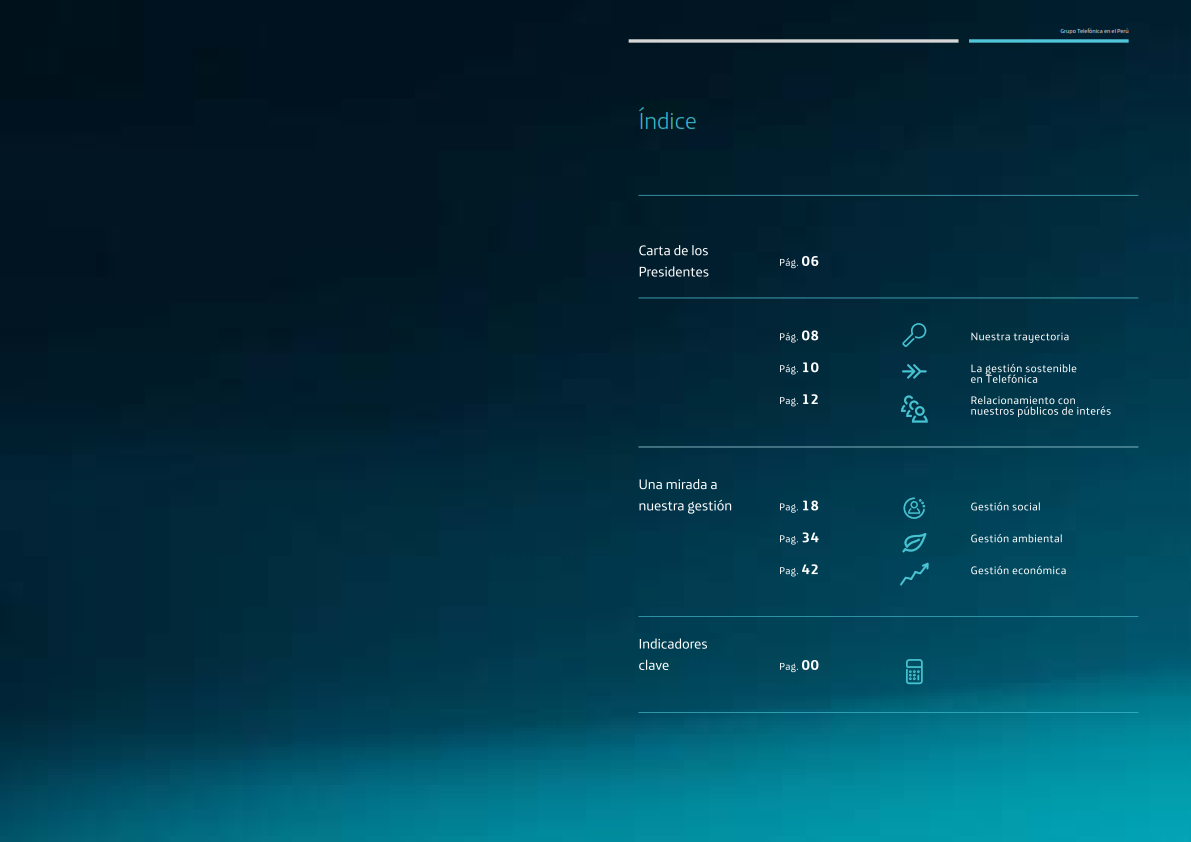 Grupo Telefónica en el Perú
Índice
Carta de los
Presidentes
Pág. 06
Pág. 08
Nuestra trayectoria
Pág. 10
La gestión sostenible
en Telefónica
Pag. 12
Relacionamiento con
nuestros públicos de interés
Una mirada a
nuestra gestión
Pag. 18
Gestión social
Pag. 34
Gestión ambiental
Pag. 42
Gestión económica
Indicadores
clave
Pag. 00